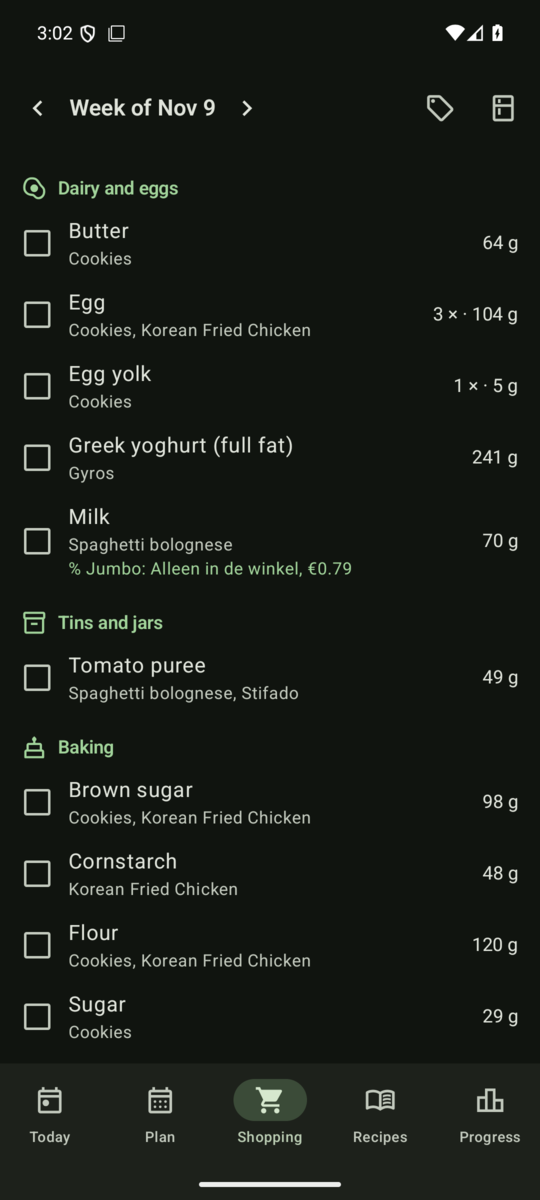 3:02
Week of Nov 9
Dairy and eggs
Butter
Cookies
64 g
Egg
Cookies, Korean Fried Chicken
3 × · 104 g
Egg yolk
Cookies
1 × · 5 g
Greek yoghurt (full fat)
Gyros
241 g
Milk
Spaghetti bolognese
% Jumbo: Alleen in de winkel, €0.79
70 g
Tins and jars
Tomato puree
Spaghetti bolognese, Stifado
49 g
Baking
Brown sugar
Cookies, Korean Fried Chicken
98 g
Cornstarch
Korean Fried Chicken
48 g
Flour
Cookies, Korean Fried Chicken
120 g
Sugar
Cookies
29 g
Today
Plan
Shopping
Recipes
Progress